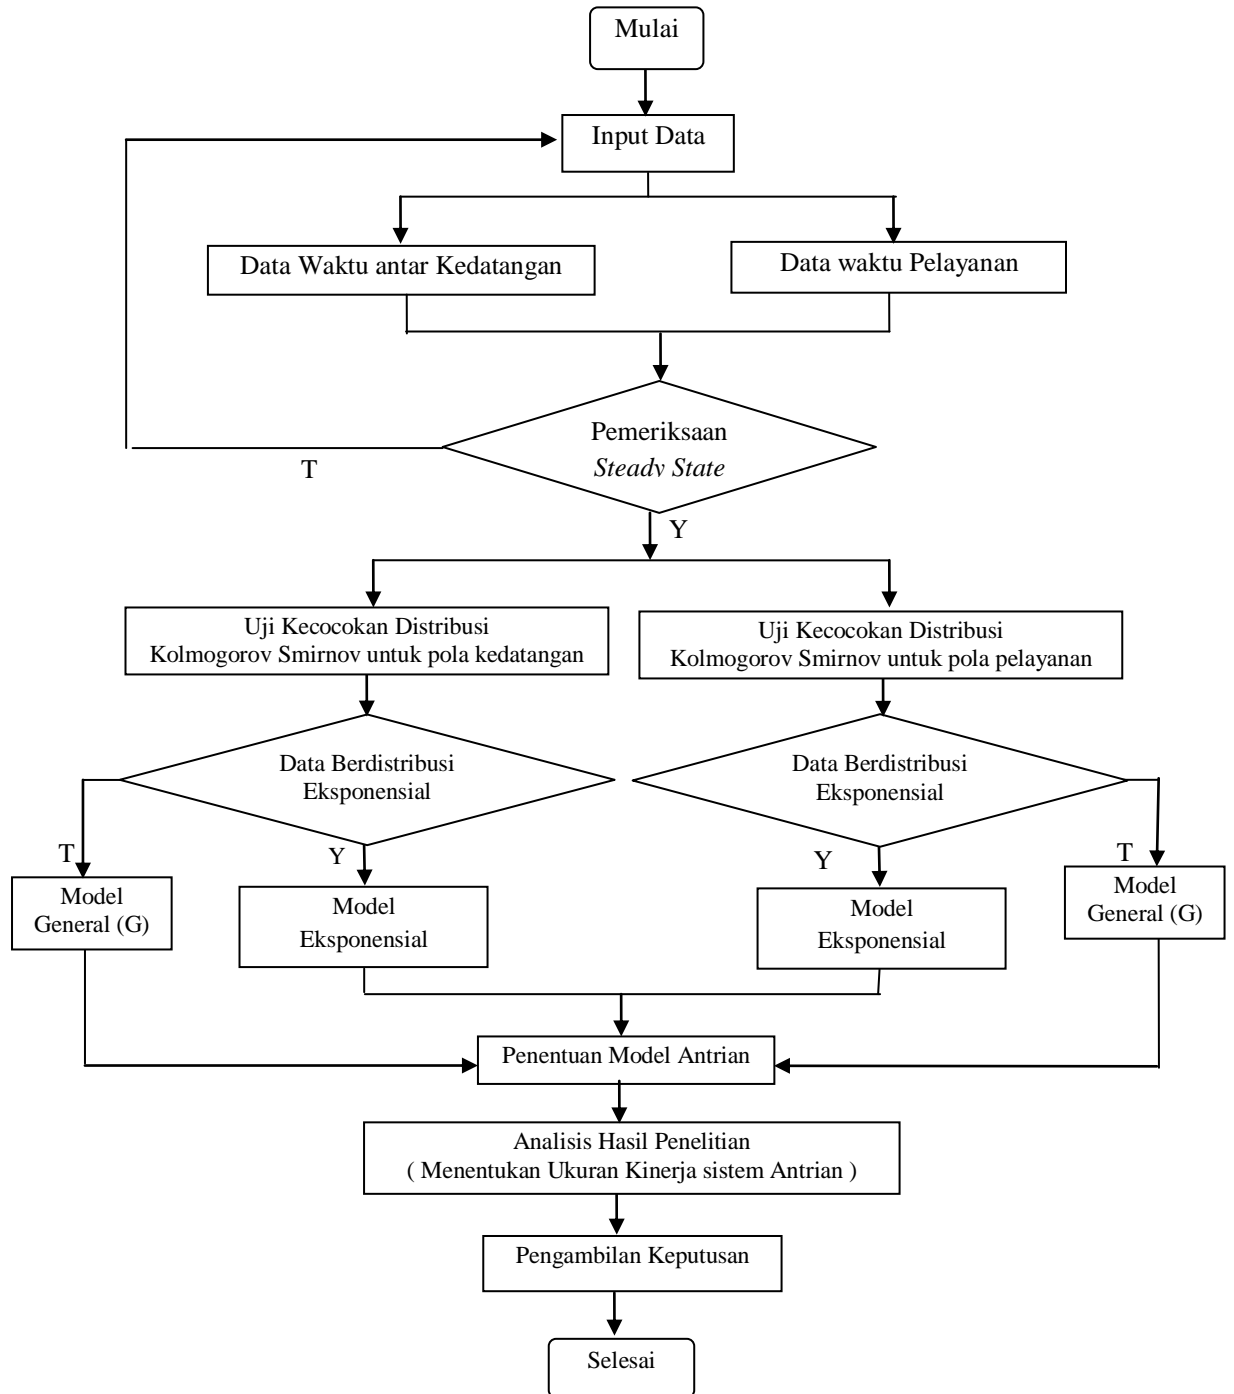 Mulai
Input Data
Data Waktu antar Kedatangan
Data waktu Pelayanan
Pemeriksaan
Steady State
T
Y
Uji Kecocokan Distribusi
Kolmogorov Smirnov untuk pola kedatangan
Uji Kecocokan Distribusi
Kolmogorov Smirnov untuk pola pelayanan
Data Berdistribusi
Eksponensial
Data Berdistribusi
Eksponensial
T
Y
Y
T
Model
General (G)
Model
Eksponensial
Model
Eksponensial
Model
General (G)
Penentuan Model Antrian
Analisis Hasil Penelitian
( Menentukan Ukuran Kinerja sistem Antrian )
Pengambilan Keputusan
Selesai